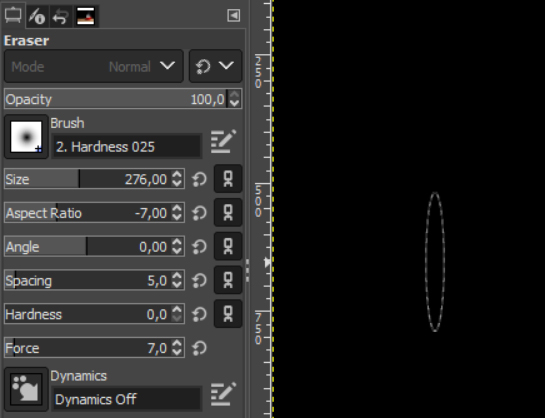 Eraser
Mode Normal
Opacity 100,0
Brush
2. Hardness 025
Size 276,00
Aspect Ratio -7,00
Angle 0,00
Spacing 5,0
Hardness 0,0
Force 7,0
Dynamics
Dynamics Off
250
500
750